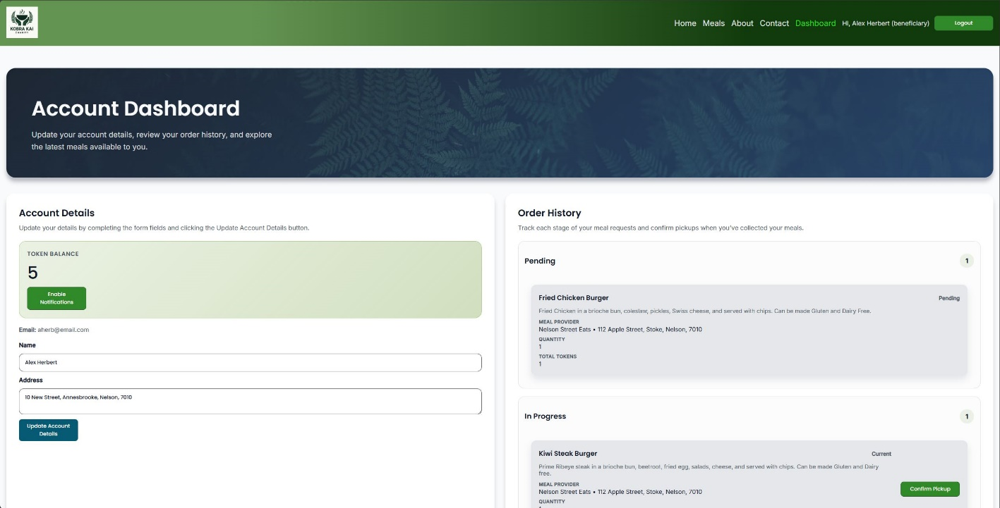 KOBRA KAI
CHARITY
Home Meals About Contact Dashboard Hi, Alex Herbert (beneficiary) Logout
Account Dashboard
Update your account details, review your order history, and explore
the latest meals available to you.
Account Details
Update your details by completing the form fields and clicking the Update Account Details button.
TOKEN BALANCE
5
Enable
Notifications
Email: aherb@email.com
Name
Alex Herbert
Address
10 New Street, Annesbrooke, Nelson, 7010
Update Account
Details
Order History
Track each stage of your meal requests and confirm pickups when you've collected your meals.
Pending 1
Fried Chicken Burger Pending
Fried Chicken in a brioche bun, coleslaw, pickles, Swiss cheese, and served with chips. Can be made Gluten and Dairy Free.
MEAL PROVIDER
Nelson Street Eats • 112 Apple Street, Stoke, Nelson, 7010
QUANTITY
1
TOTAL TOKENS
1
In Progress 1
Kiwi Steak Burger Current
Prime Ribeye steak in a brioche bun, beetroot, fried egg, salads, cheese, and served with chips. Can be made Gluten and Dairy
free.
MEAL PROVIDER
Nelson Street Eats • 112 Apple Street, Stoke, Nelson, 7010
Confirm Pickup
QUANTITY